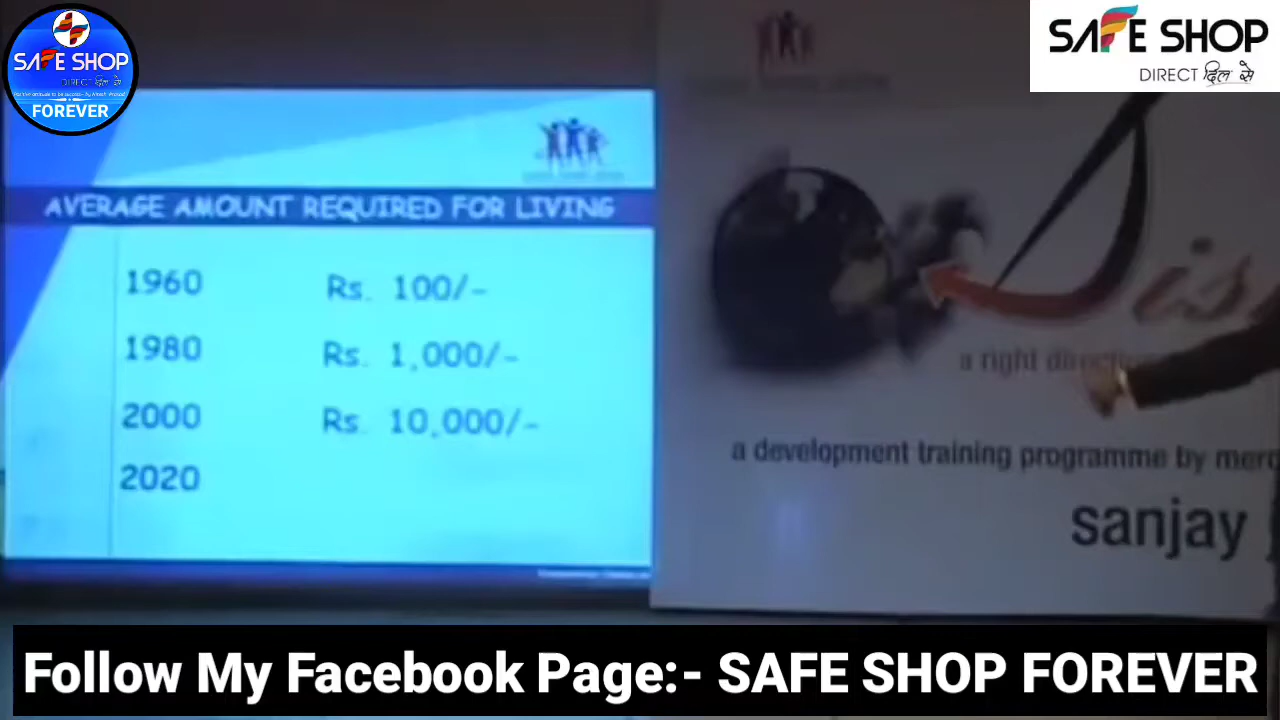 SAFE SHOP
DIRECT दिल से
FOREVER
SAFE SHOP
DIRECT दिल से
AVERAGE AMOUNT REQUIRED FOR LIVING
1960 Rs. 100/-
1980 Rs. 1,000/-
2000 Rs. 10,000/-
2020
a right
a development training programme by
sanjay
Follow My Facebook Page:- SAFE SHOP FOREVER